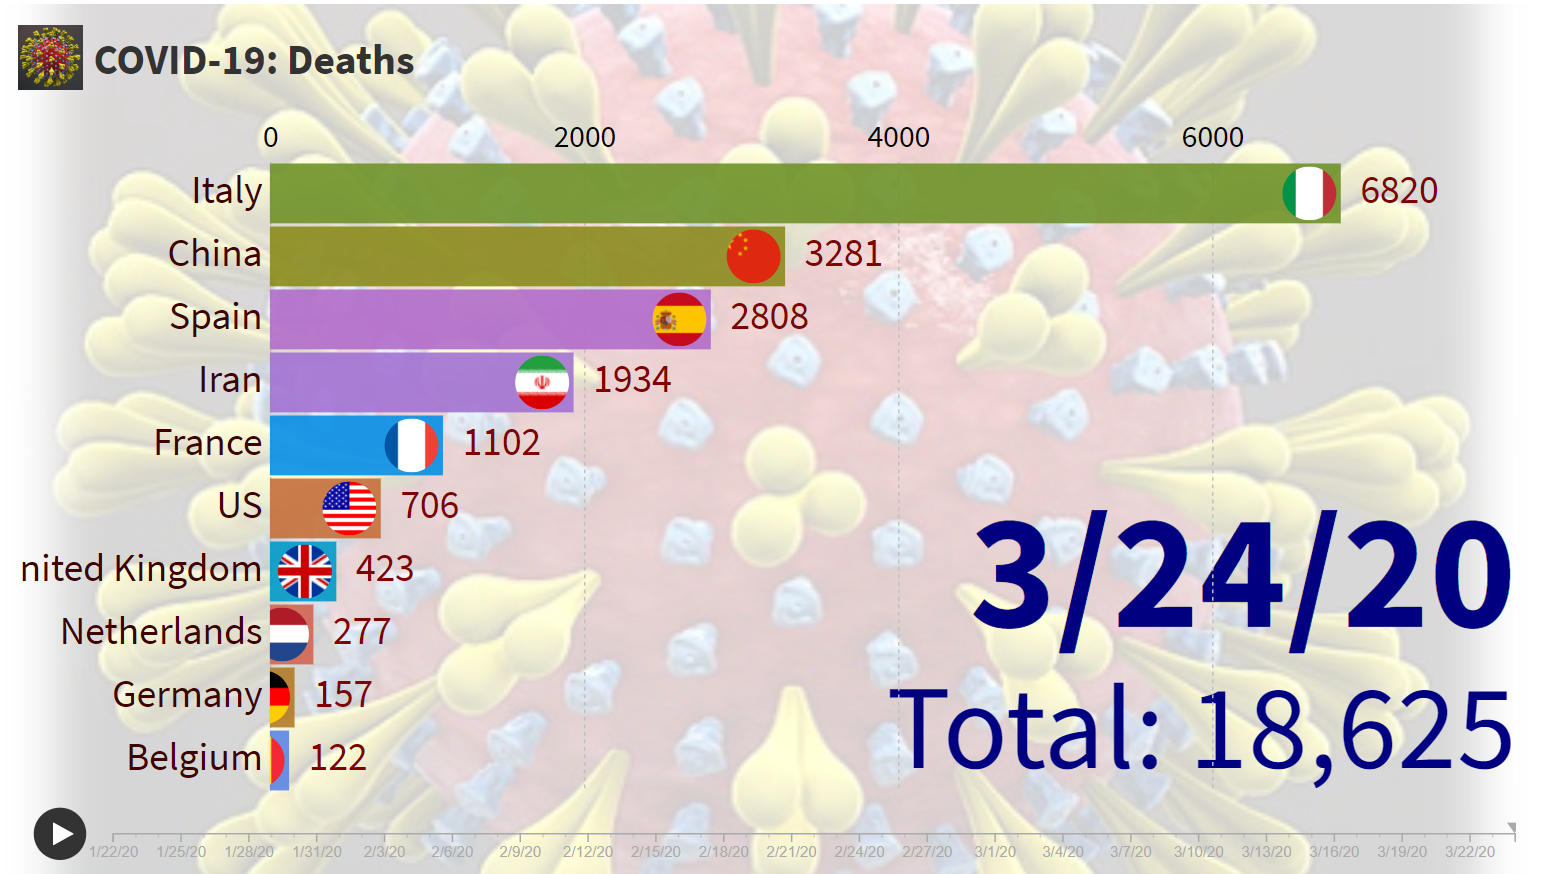 COVID-19: Deaths
0 2000 4000 6000
Italy 6820
China 3281
Spain 2808
Iran 1934
France 1102
US 706
nited Kingdom 423
Netherlands 277
Germany 157
Belgium 122
3/24/20
Total: 18,625
1/22/20 1/25/20 1/28/20 1/31/20 2/3/20 2/6/20 2/9/20 2/12/20 2/15/20 2/18/20 2/21/20 2/24/20 2/27/20 3/1/20 3/4/20 3/7/20 3/10/20 3/13/20 3/16/20 3/19/20 3/22/20